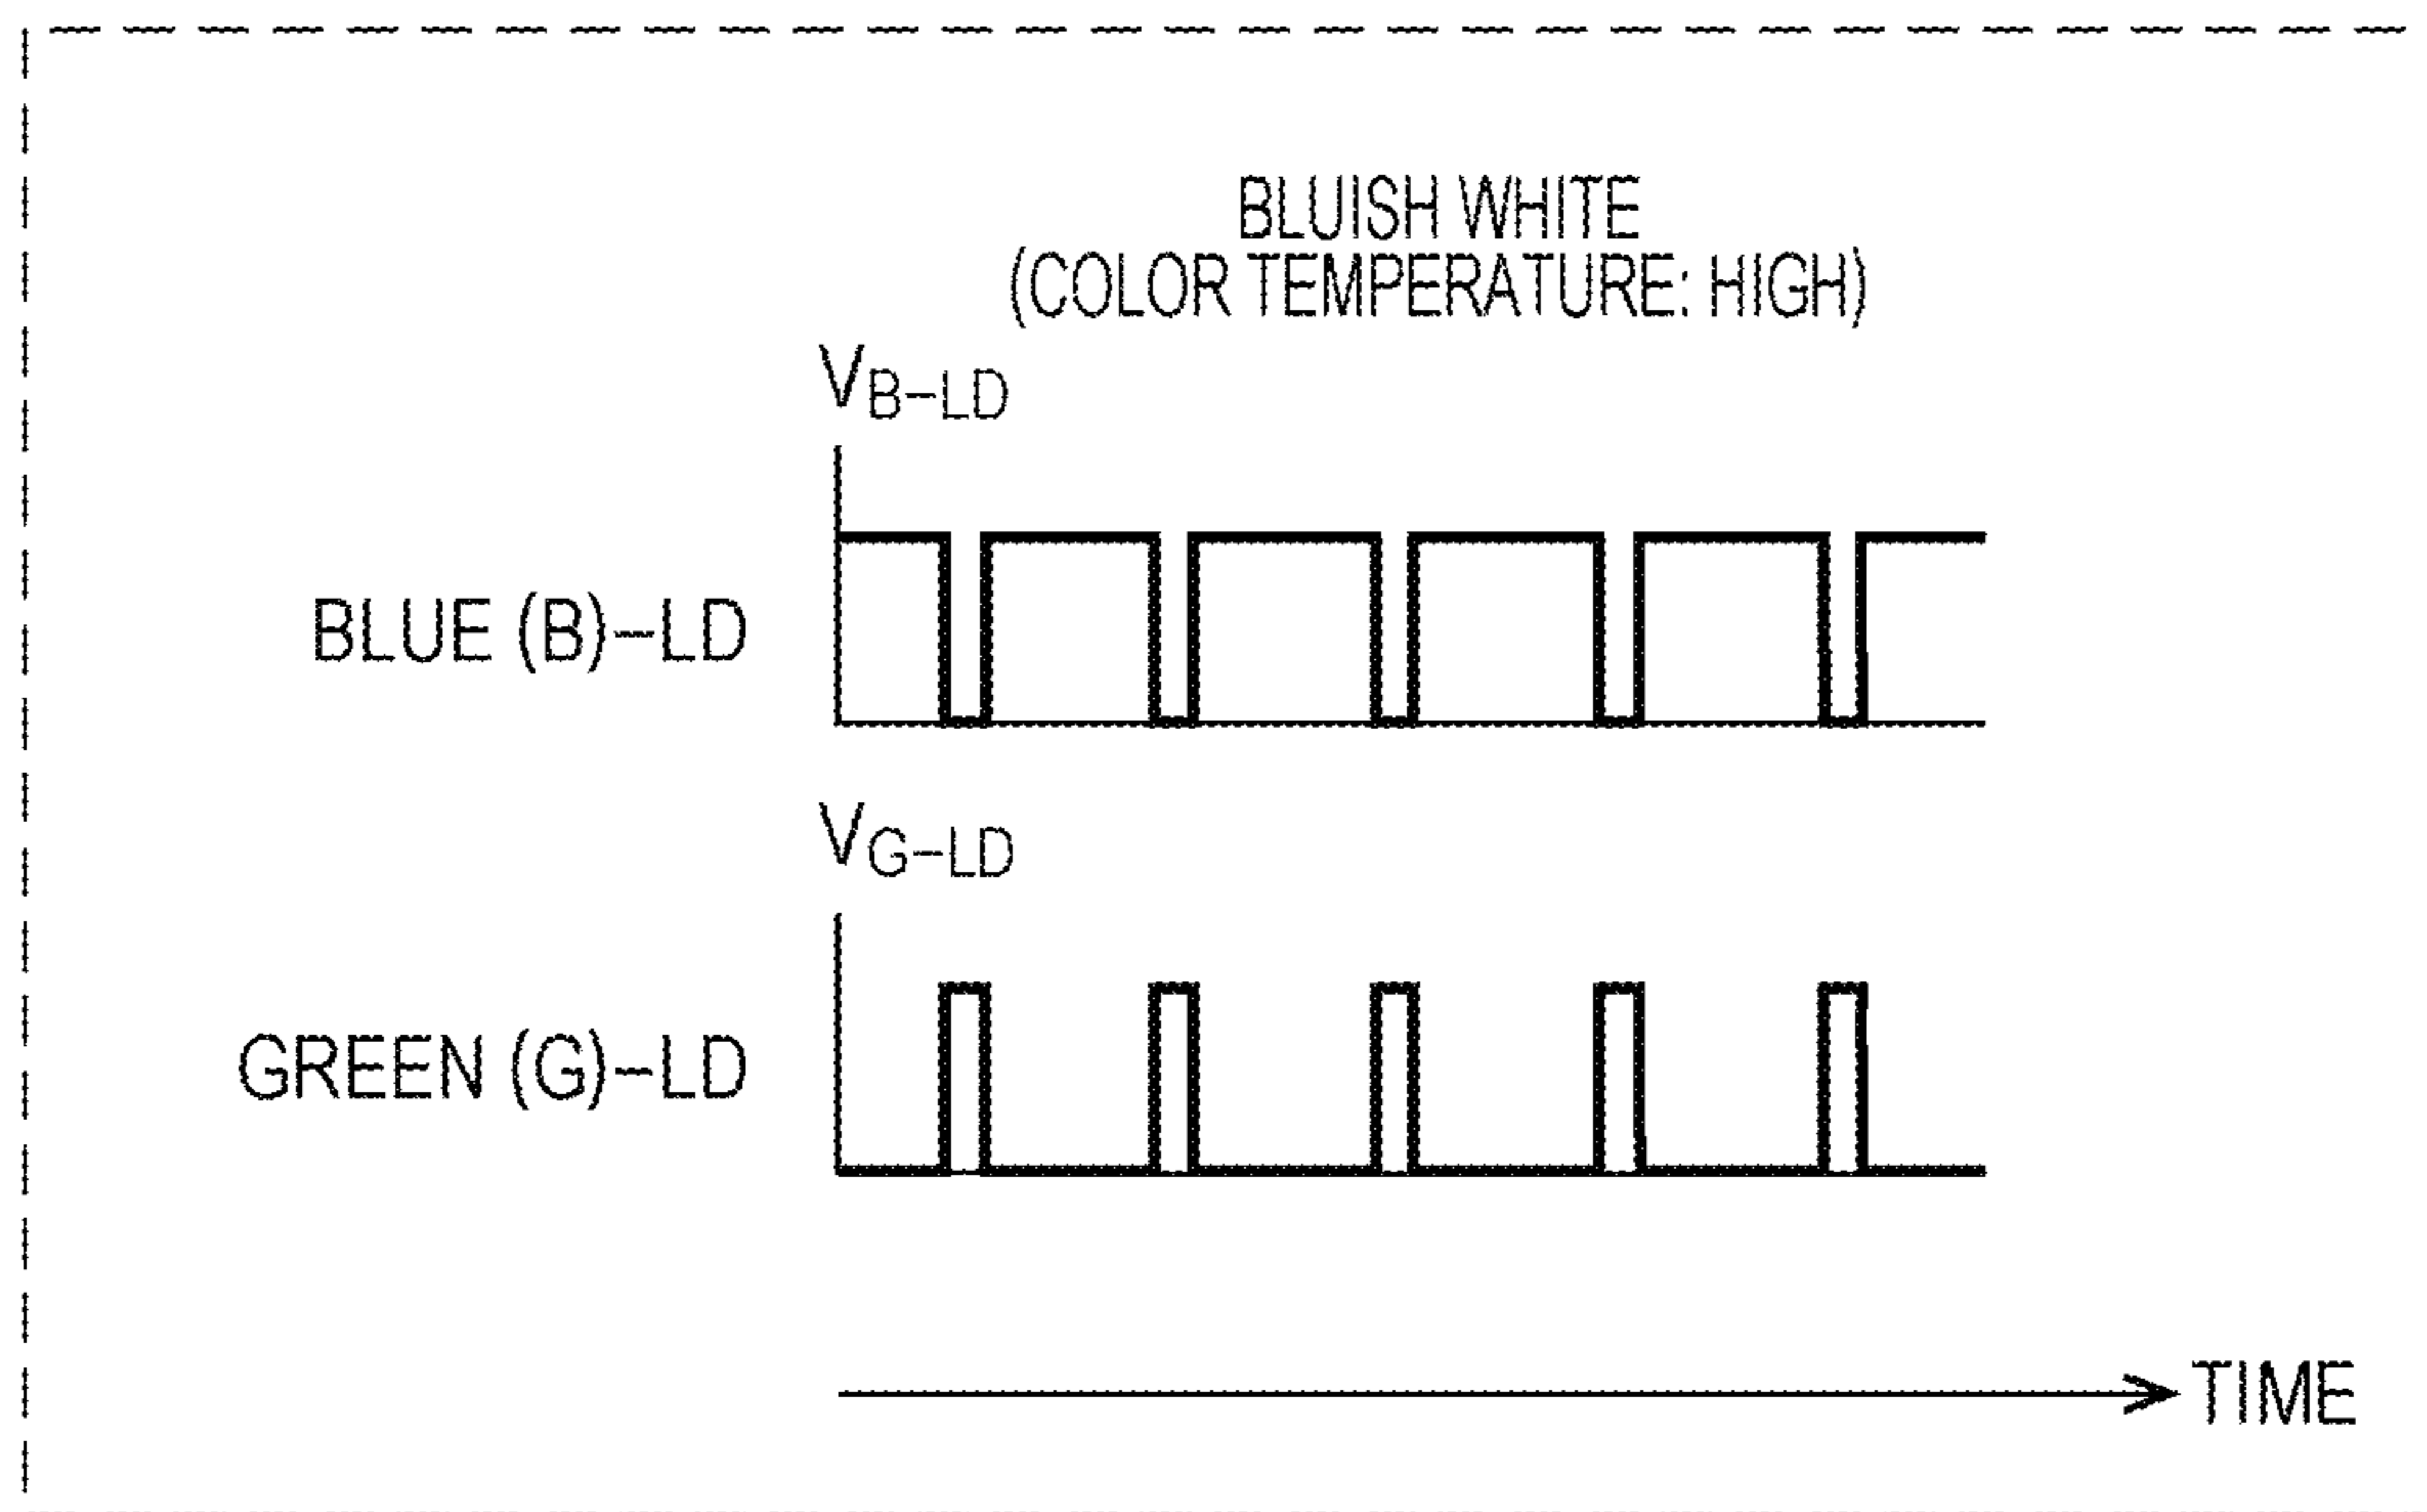 BLUISH WHITE
(COLOR TEMPERATURE: HIGH)
VB-LD
BLUE (B)-LD
VG-LD
GREEN (G)-LD
TIME